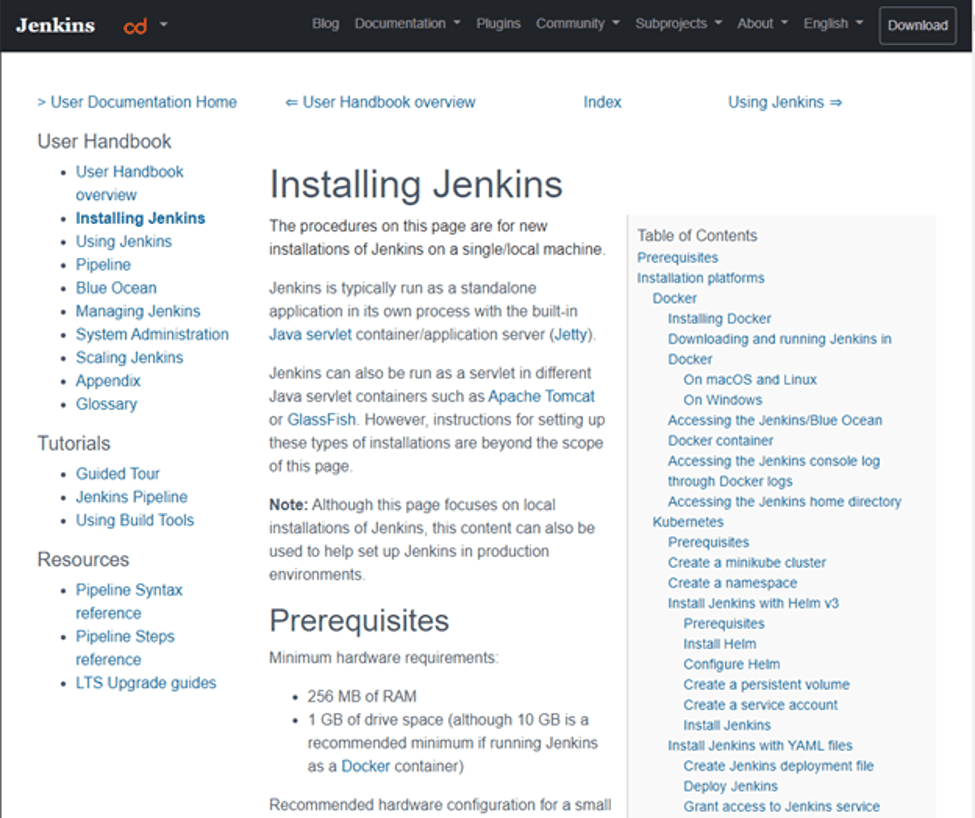 Jenkins cd Blog Documentation Plugins Community Subprojects About English Download
> User Documentation Home ⇐ User Handbook overview Index Using Jenkins ⇒
User Handbook
• User Handbook
overview
• Installing Jenkins
• Using Jenkins
• Pipeline
• Blue Ocean
• Managing Jenkins
• System Administration
• Scaling Jenkins
• Appendix
• Glossary
Tutorials
• Guided Tour
• Jenkins Pipeline
• Using Build Tools
Resources
• Pipeline Syntax
reference
• Pipeline Steps
reference
• LTS Upgrade guides
Installing Jenkins
The procedures on this page are for new
installations of Jenkins on a single/local machine.
Jenkins is typically run as a standalone
application in its own process with the built-in
Java servlet container/application server (Jetty).
Jenkins can also be run as a servlet in different
Java servlet containers such as Apache Tomcat
or GlassFish. However, instructions for setting up
these types of installations are beyond the scope
of this page.
Note: Although this page focuses on local
installations of Jenkins, this content can also be
used to help set up Jenkins in production
environments.
Prerequisites
Minimum hardware requirements:
• 256 MB of RAM
• 1 GB of drive space (although 10 GB is a
recommended minimum if running Jenkins
as a Docker container)
Recommended hardware configuration for a small
Table of Contents
Prerequisites
Installation platforms
Docker
Installing Docker
Downloading and running Jenkins in
Docker
On macOS and Linux
On Windows
Accessing the Jenkins/Blue Ocean
Docker container
Accessing the Jenkins console log
through Docker logs
Accessing the Jenkins home directory
Kubernetes
Prerequisites
Create a minikube cluster
Create a namespace
Install Jenkins with Helm v3
Prerequisites
Install Helm
Configure Helm
Create a persistent volume
Create a service account
Install Jenkins
Install Jenkins with YAML files
Create Jenkins deployment file
Deploy Jenkins
Grant access to Jenkins service